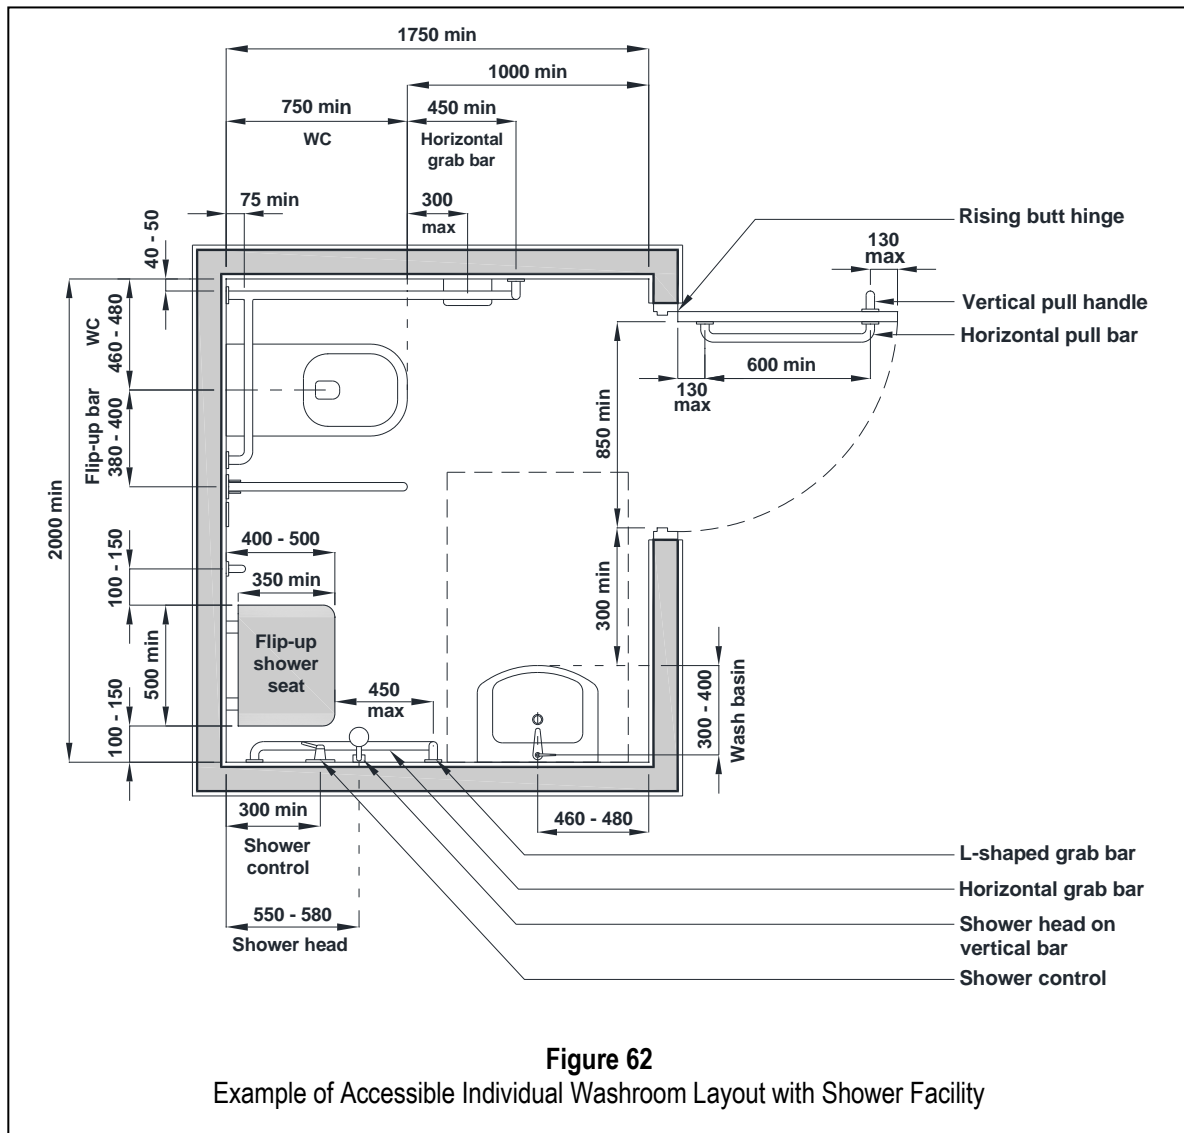 1750 min
1000 min
750 min
WC
450 min
Horizontal
grab bar
75 min
300
max
40 - 50
Rising butt hinge
130
max
Vertical pull handle
Horizontal pull bar
600 min
130
max
WC
460 - 480
Flip-up bar
380 - 400
850 min
2000 min
400 - 500
350 min
100 - 150
500 min
100 - 150
Flip-up
shower
seat
450
max
300 min
300 - 400
Wash basin
300 min
Shower
control
460 - 480
550 - 580
Shower head
L-shaped grab bar
Horizontal grab bar
Shower head on
vertical bar
Shower control
Figure 62
Example of Accessible Individual Washroom Layout with Shower Facility